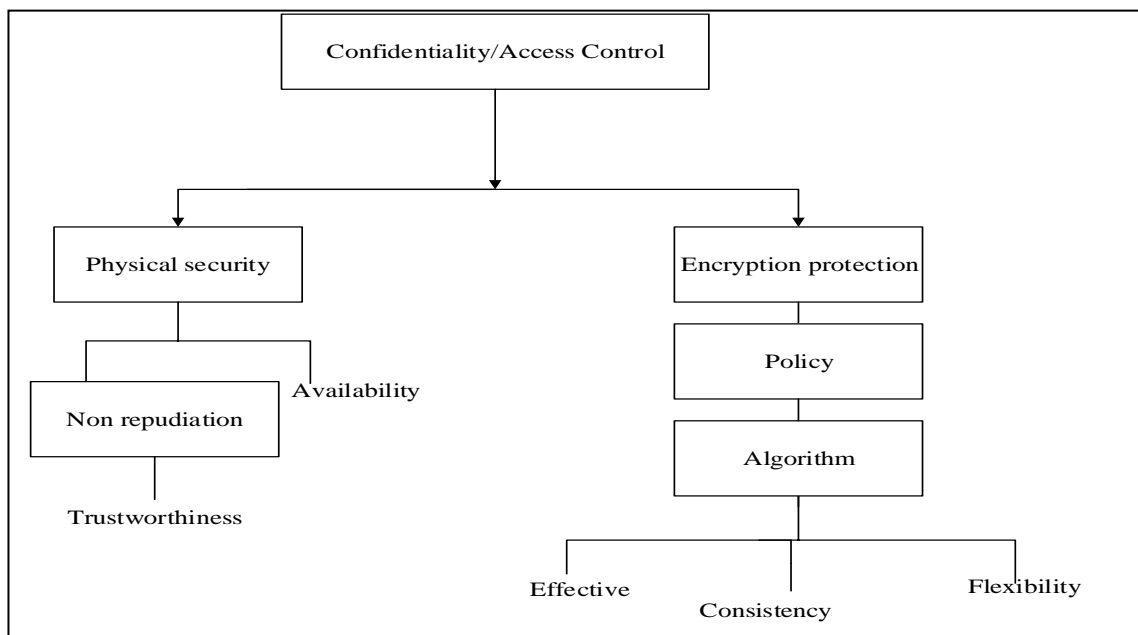 Confidentiality/Access Control
Physical security
Encryption protection
Policy
Availability
Non repudiation
Algorithm
Trustworthiness
Effective
Consistency
Flexibility